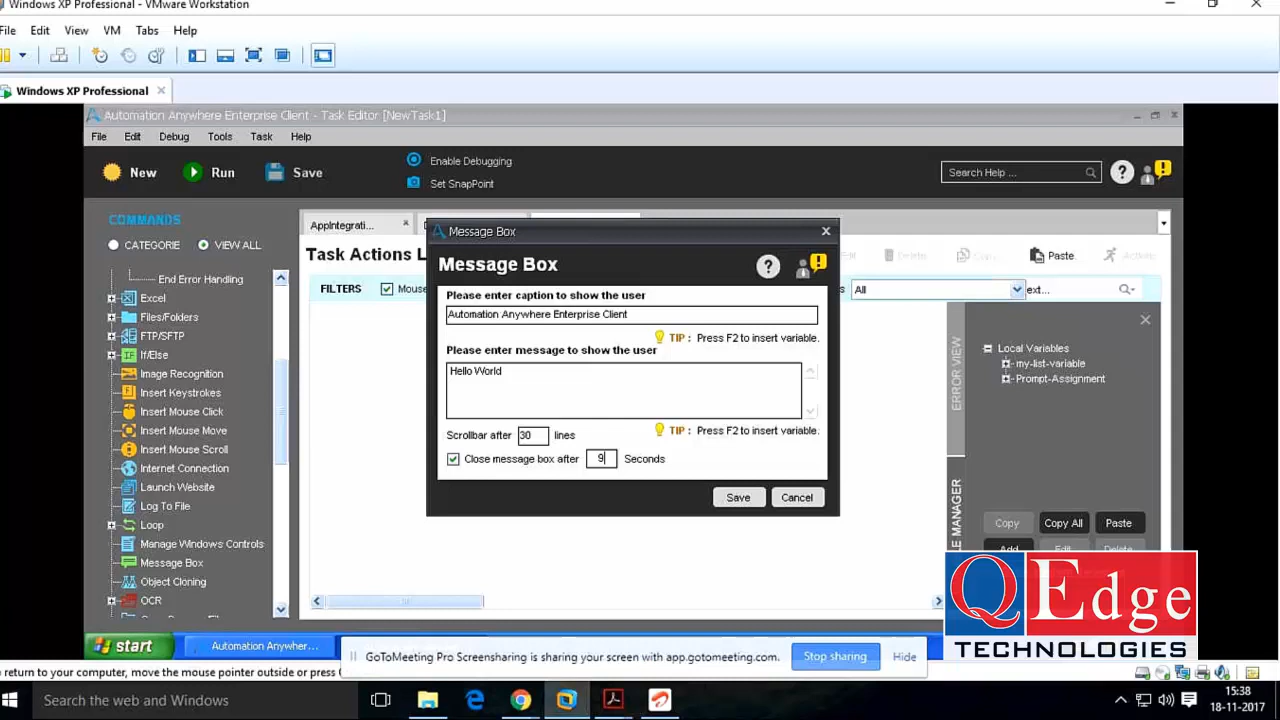 Windows XP Professional - VMware Workstation
File Edit View VM Tabs Help
Windows XP Professional
Automation Anywhere Enterprise Client - Task Editor [NewTask1]
File Edit Debug Tools Task Help
New Run Save
Enable Debugging
Set SnapPoint
Search Help ...
COMMANDS
CATEGORIE VIEW ALL
End Error Handling
Excel
Files/Folders
FTP/SFTP
If/Else
Image Recognition
Insert Keystrokes
Insert Mouse Click
Insert Mouse Move
Insert Mouse Scroll
Internet Connection
Launch Website
Log To File
Loop
Manage Windows Controls
Message Box
Object Cloning
OCR
AppIntegrati...
Task Actions L
Edit Delete Copy Paste Actions
FILTERS Mouse
All
ext...
Message Box
Message Box
Please enter caption to show the user
Automation Anywhere Enterprise Client
TIP : Press F2 to insert variable.
Please enter message to show the user
Hello World
TIP : Press F2 to insert variable.
Scrollbar after 30 lines
Close message box after 9 Seconds
Save Cancel
ERROR VIEW
LE MANAGER
Local Variables
my-list-variable
Prompt-Assignment
Copy Copy All Paste
Add Edit Delete
QEdge
TECHNOLOGIES
start
Automation Anywher...
GoToMeeting Pro Screensharing is sharing your screen with app.gotomeeting.com. Stop sharing Hide
o return to your computer, move the mouse pointer outside or press
Search the web and Windows
15:38
18-11-2017